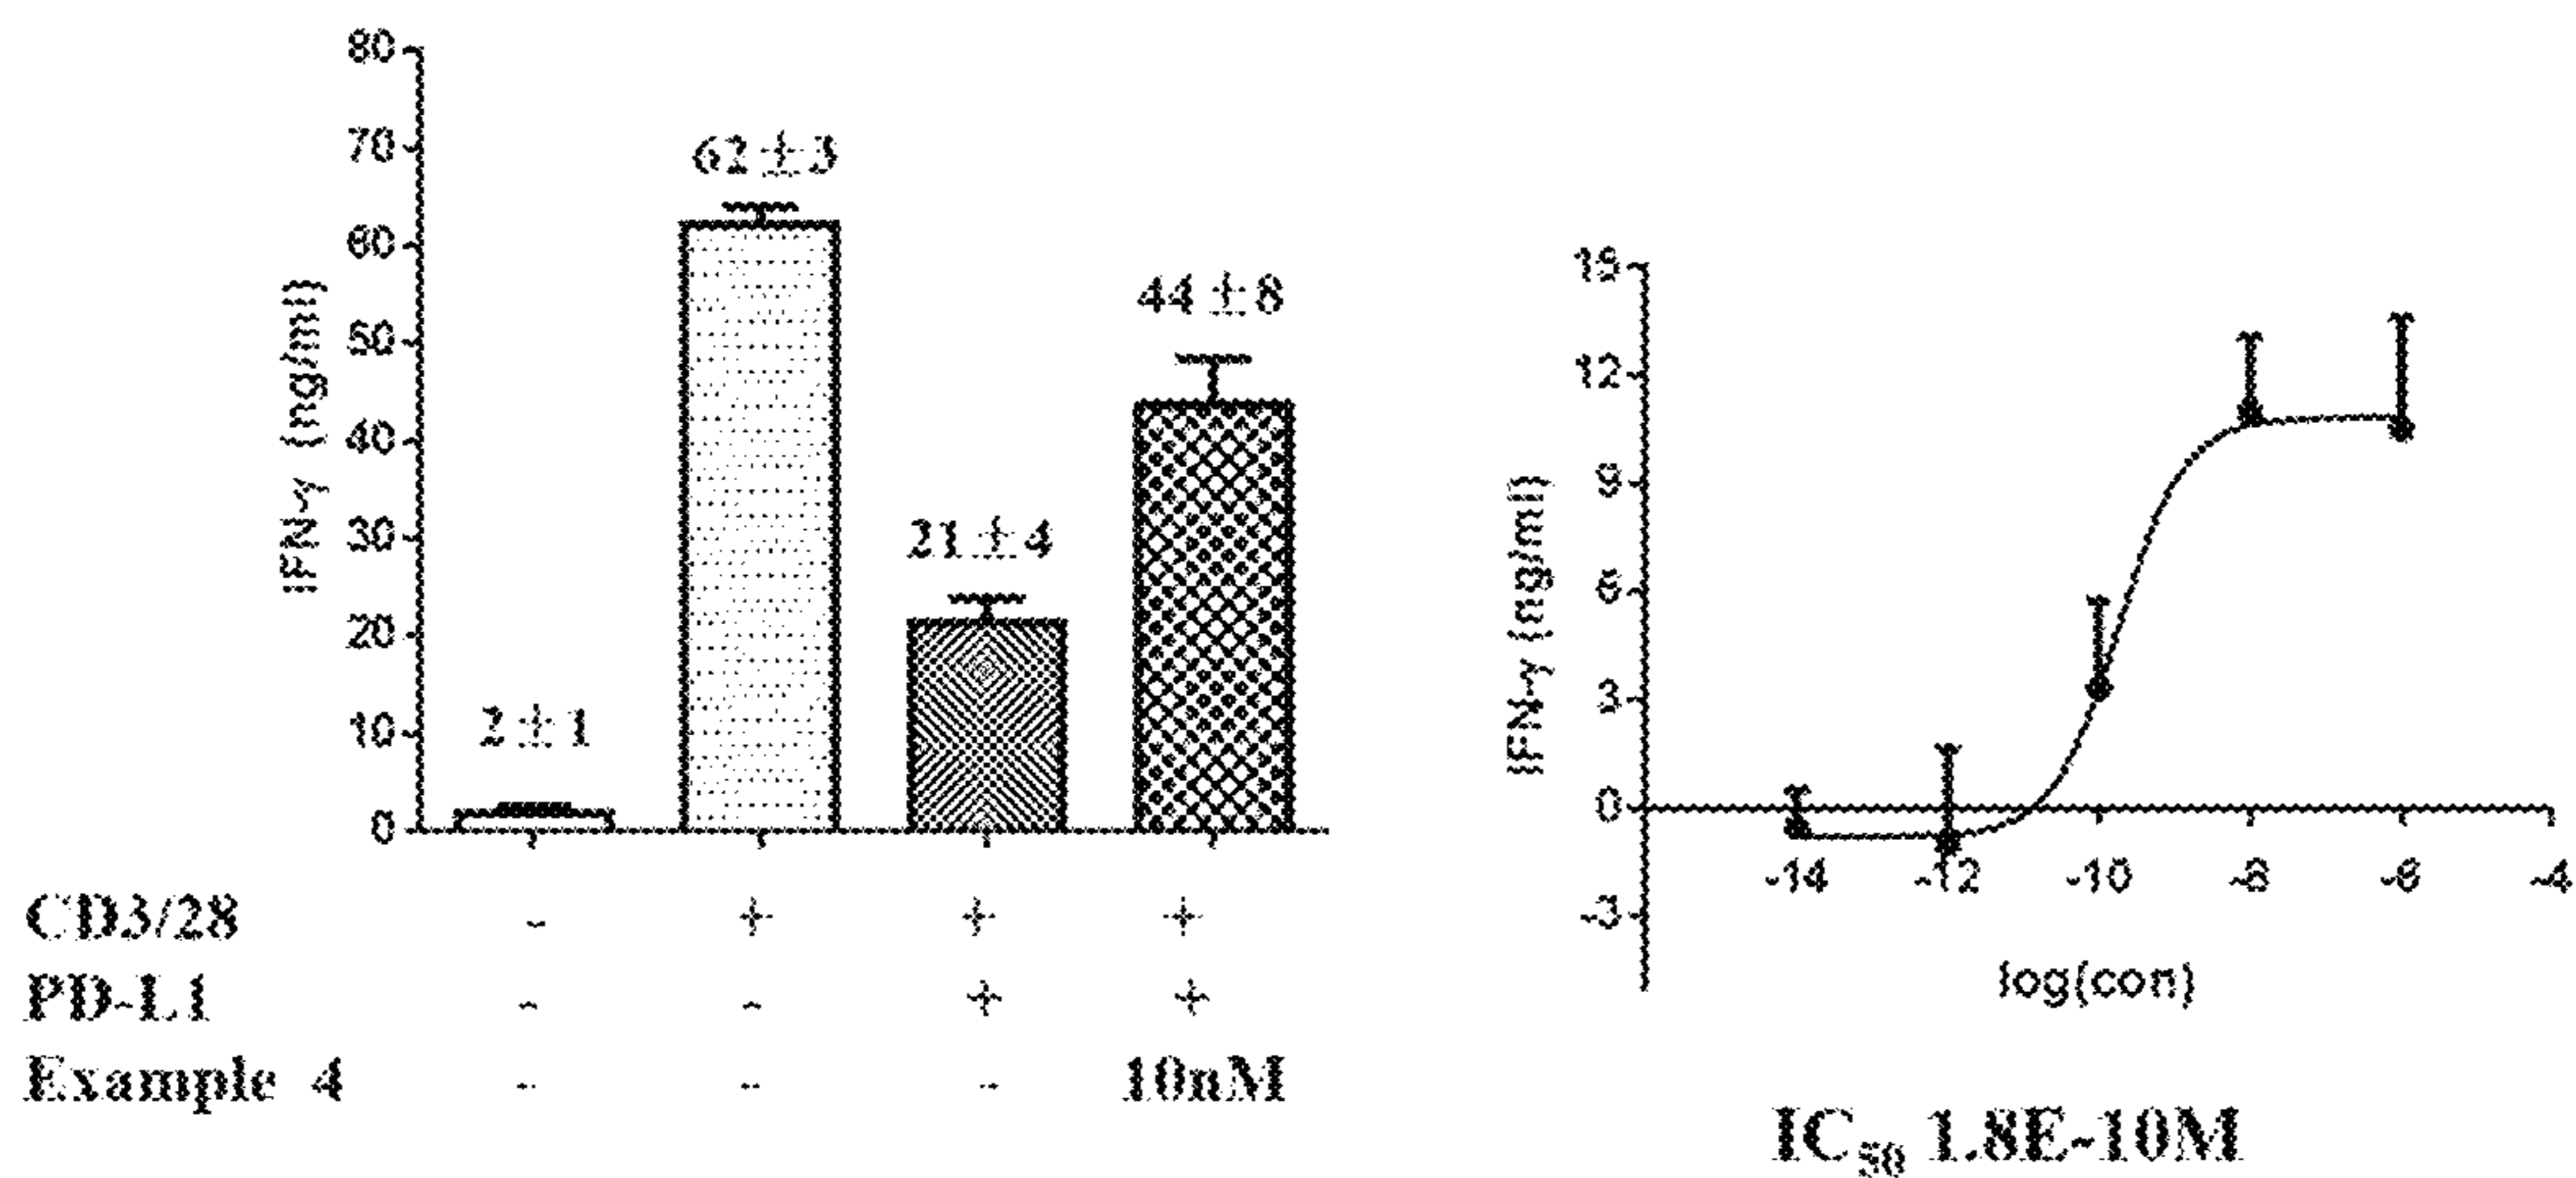 80
70
60
50
40
30
20
10
0
IFN-γ (ng/ml)
2 ± 1
62 ± 3
21 ± 4
44 ± 8
CD3/28 - + + +
PD-L1 - - + +
Example 4 - - - 10nM
15
12
9
6
3
0
-3
IFN-γ (ng/ml)
-14 -12 -10 -8 -6 -4
log(con)
IC50 1.8E-10M